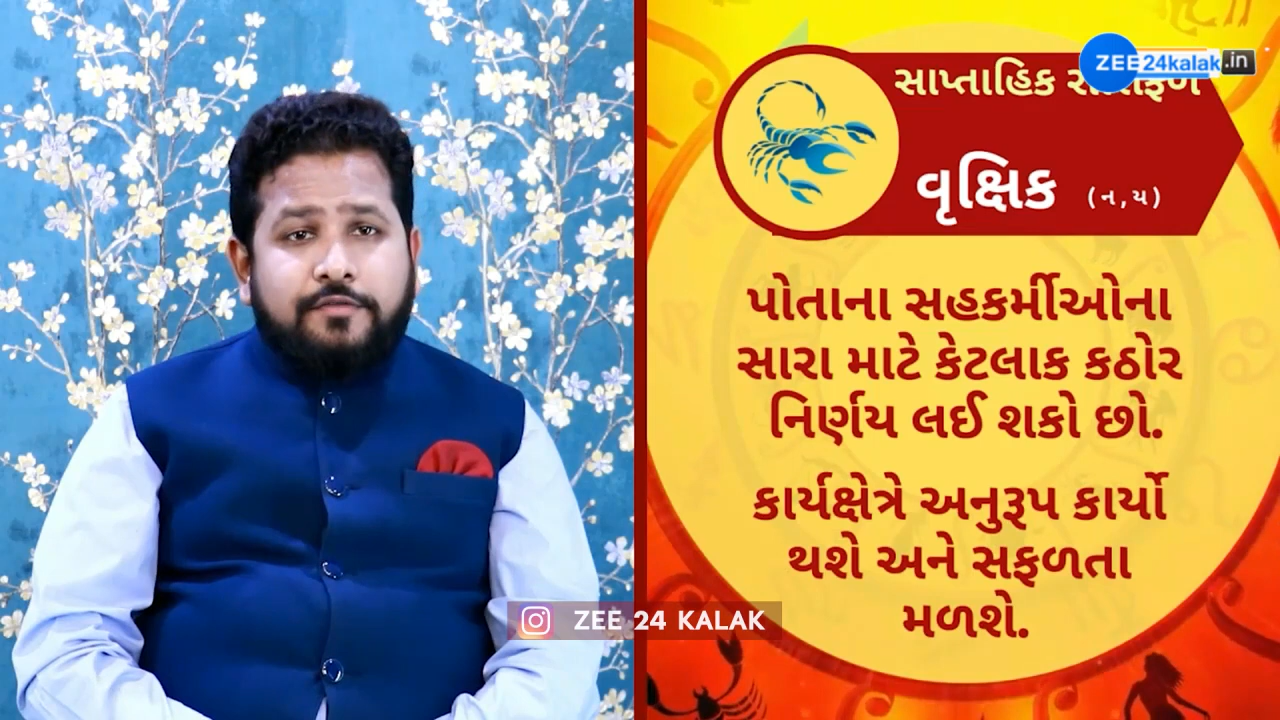 ZEE24kalak.in
સાપ્તાહિક
વૃક્ષિક (ન,ય)
પોતાના સહકર્મીઓના
સારા માટે કેટલાક કઠોર
નિર્ણય લઈ શકો છો.
કાર્યક્ષેત્રે અનુરૂપ કાર્યો
થશે અને સફળતા
મળશે.
ZEE 24 KALAK